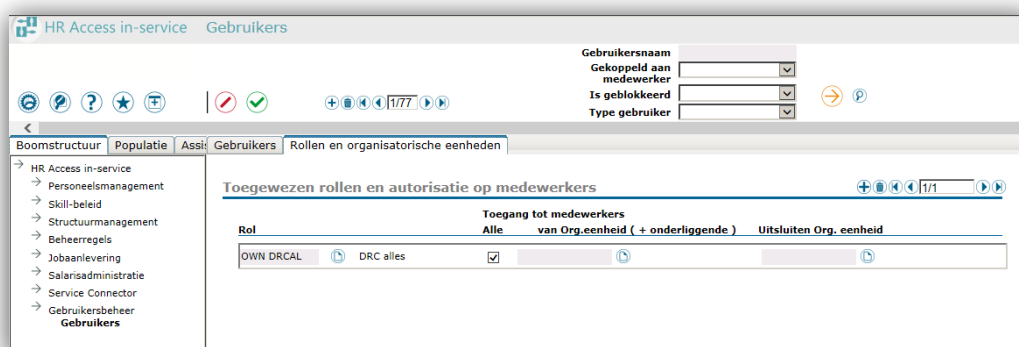 HR Access in-service Gebruikers
Gebruikersnaam
Gekoppeld aan
medewerker
Is geblokkeerd
Type gebruiker
1/77
Boomstructuur Populatie Assis Gebruikers Rollen en organisatorische eenheden
HR Access in-service
Personeelsmanagement
Skill-beleid
Structuurmanagement
Beheerregels
Jobaanlevering
Salarisadministratie
Service Connector
Gebruikersbeheer
Gebruikers
Toegewezen rollen en autorisatie op medewerkers 1/1
Toegang tot medewerkers
Rol Alle van Org.eenheid ( + onderliggende ) Uitsluiten Org. eenheid
OWN DRCAL DRC alles